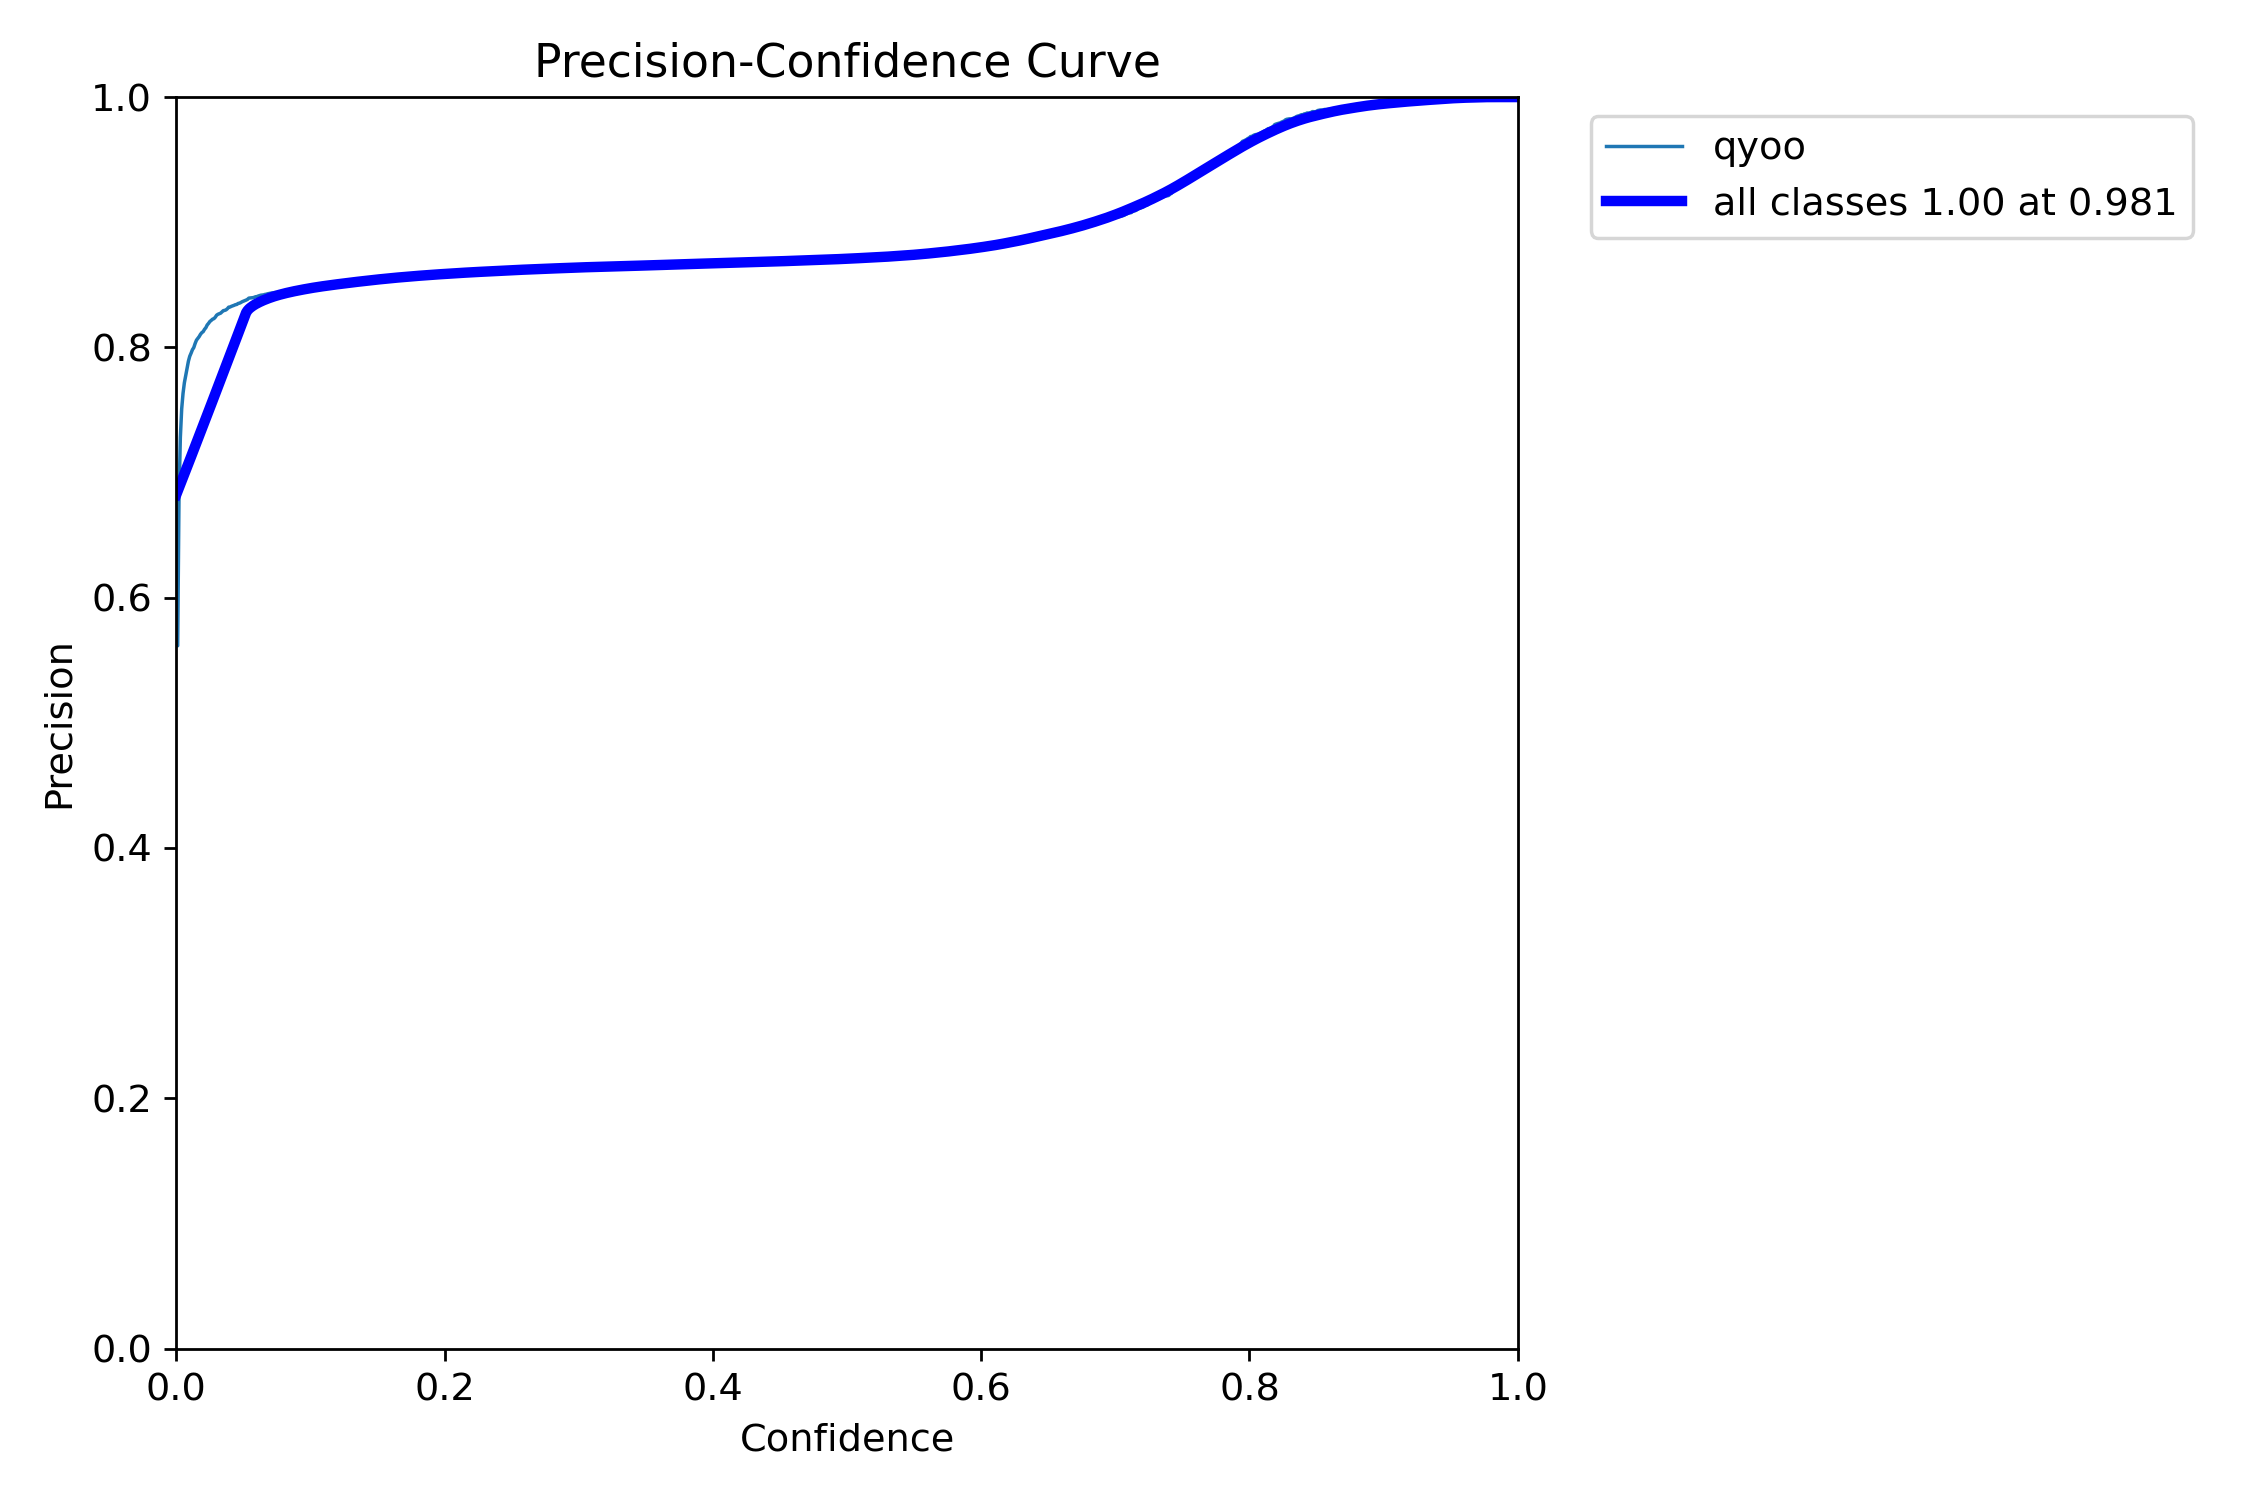 Precision-Confidence Curve
1.0
0.8
0.6
0.4
0.2
0.0
Precision
0.0 0.2 0.4 0.6 0.8 1.0
Confidence
qyoo
all classes 1.00 at 0.981